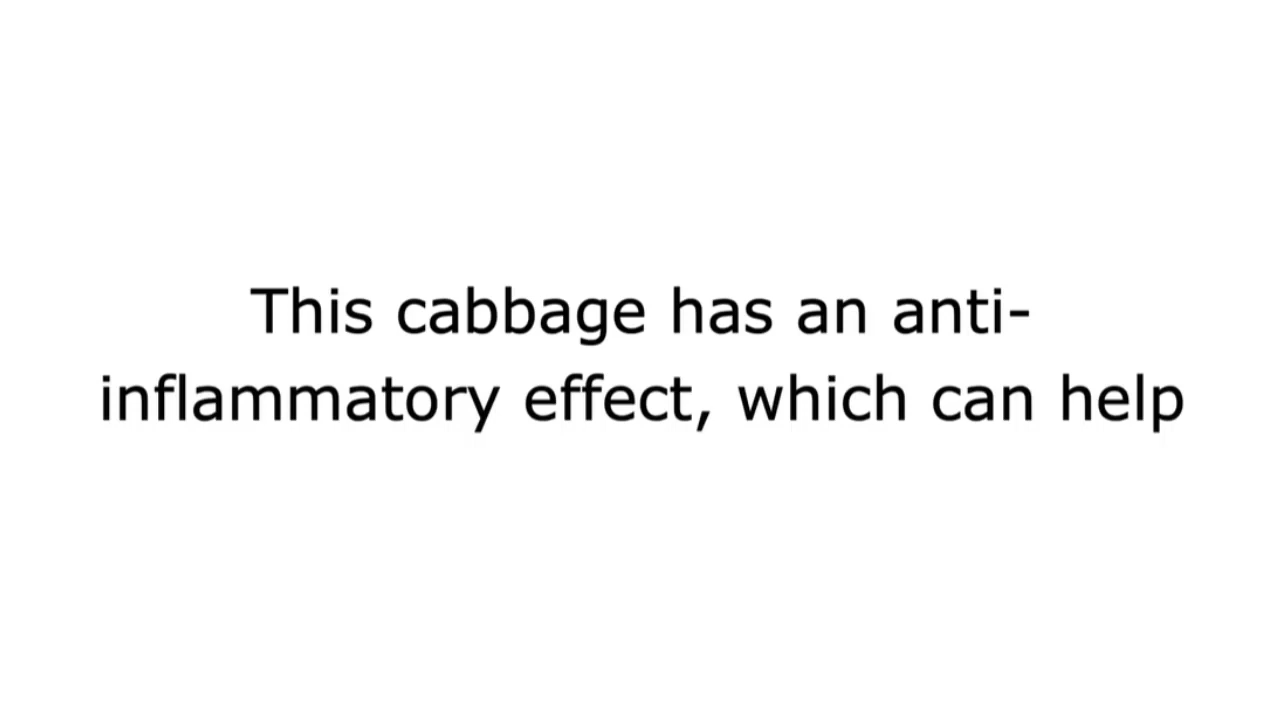 This cabbage has an anti-
inflammatory effect, which can help